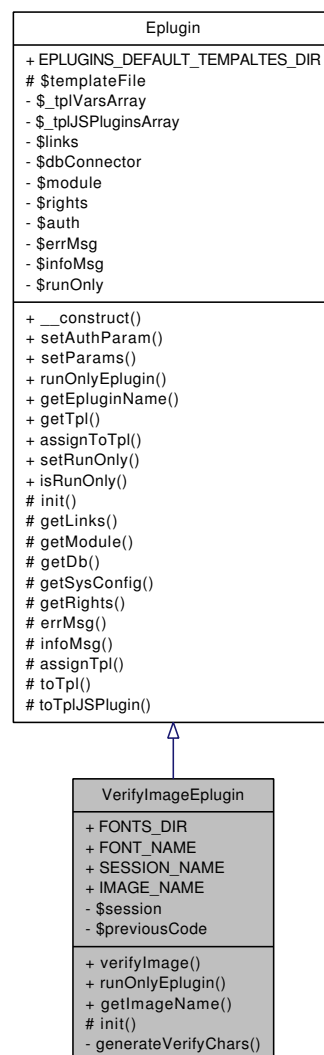 Eplugin
+ EPLUGINS_DEFAULT_TEMPALTES_DIR
# $templateFile
- $_tplVarsArray
- $_tplJSPluginsArray
- $links
- $dbConnector
- $module
- $rights
- $auth
- $errMsg
- $infoMsg
- $runOnly
+ __construct()
+ setAuthParam()
+ setParams()
+ runOnlyEplugin()
+ getEpluginName()
+ getTpl()
+ assignToTpl()
+ setRunOnly()
+ isRunOnly()
# init()
# getLinks()
# getModule()
# getDb()
# getSysConfig()
# getRights()
# errMsg()
# infoMsg()
# assignTpl()
# toTpl()
# toTplJSPlugin()
VerifyImageEplugin
+ FONTS_DIR
+ FONT_NAME
+ SESSION_NAME
+ IMAGE_NAME
- $session
- $previousCode
+ verifyImage()
+ runOnlyEplugin()
+ getImageName()
# init()
- generateVerifyChars()